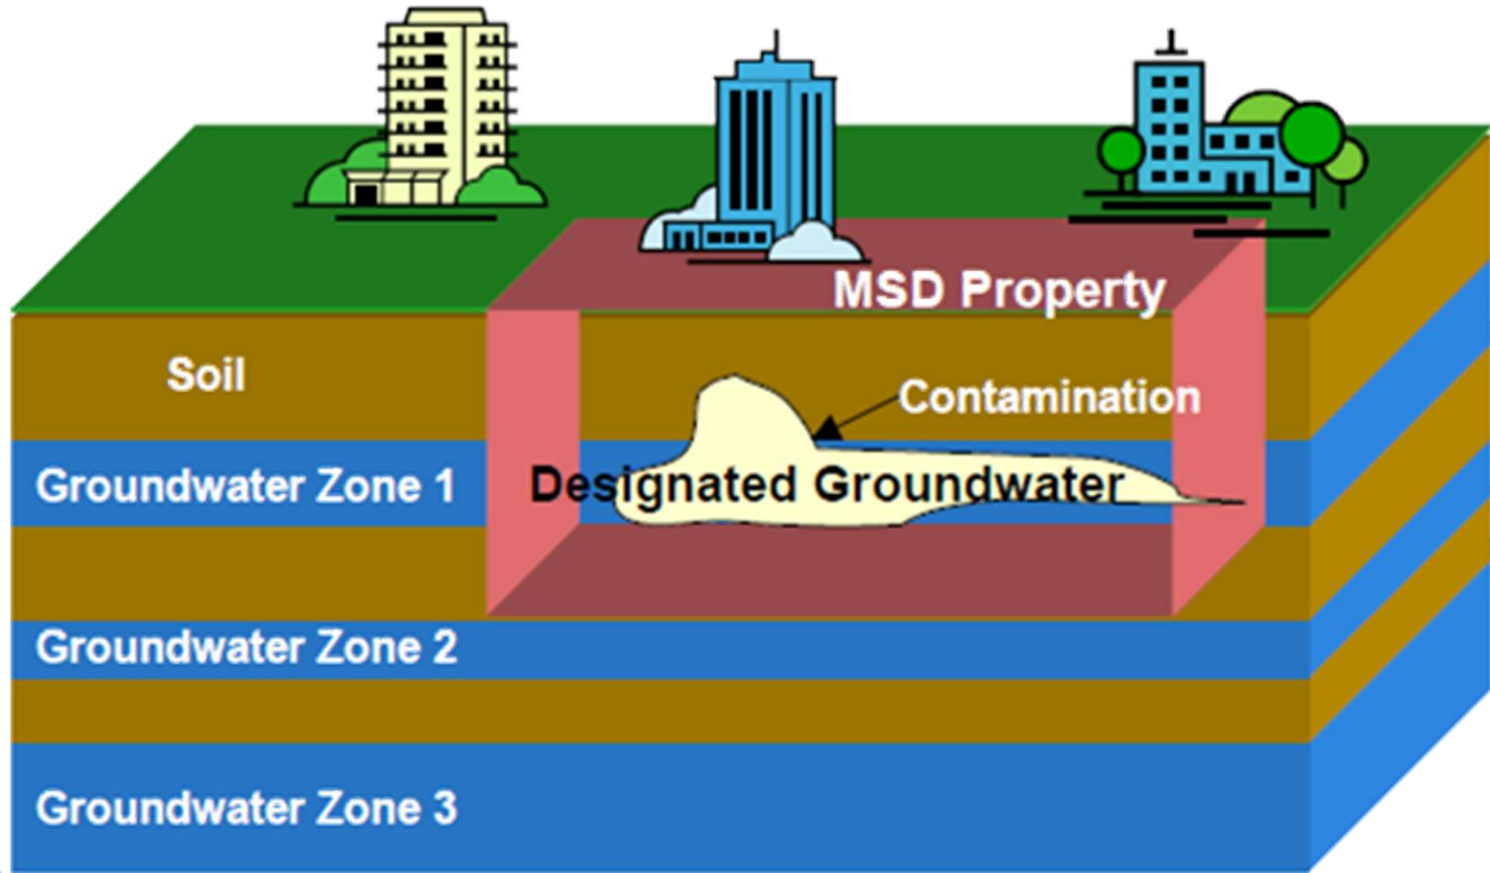 MSD Property
Soil
Contamination
Groundwater Zone 1
Designated Groundwater
Groundwater Zone 2
Groundwater Zone 3